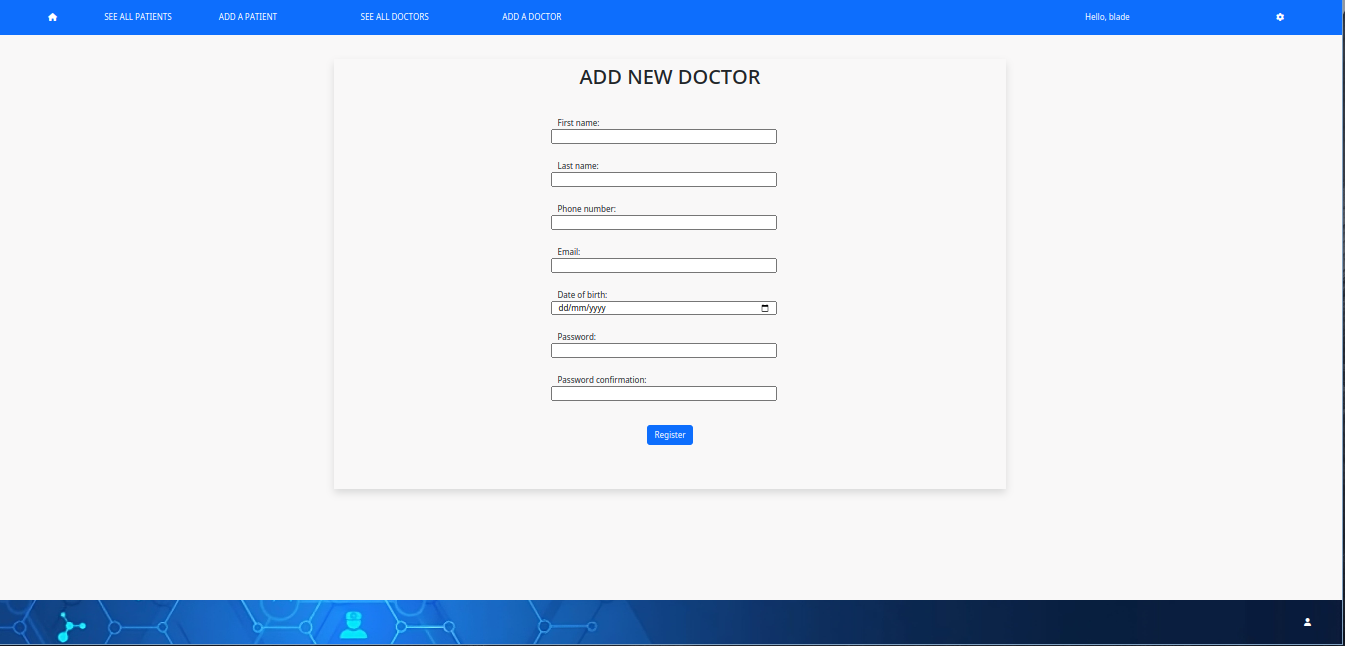 SEE ALL PATIENTS ADD A PATIENT SEE ALL DOCTORS ADD A DOCTOR Hello, blade
ADD NEW DOCTOR
First name:
Last name:
Phone number:
Email:
Date of birth:
dd/mm/yyyy
Password:
Password confirmation:
Register